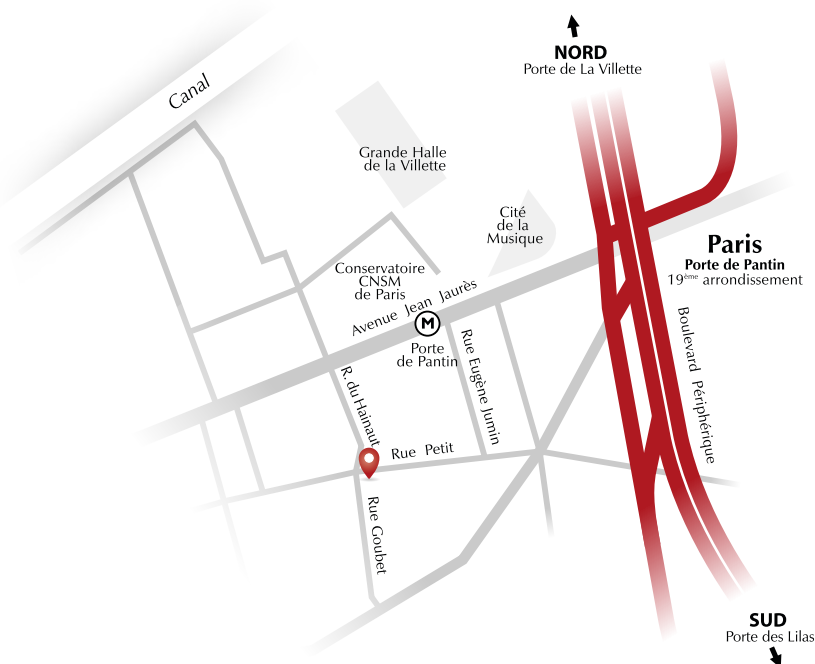 NORD
Porte de La Villette
Canal
Grande Halle
de la Villette
Cité
de la
Musique
Paris
Porte de Pantin
19ème arrondissement
Conservatoire
CNSM
de Paris
Avenue Jean Jaurès
M
Porte
de Pantin
Rue Eugène Jumin
Boulevard Périphérique
R. du Hainaut
Rue Petit
Rue Goubet
SUD
Porte des Lilas